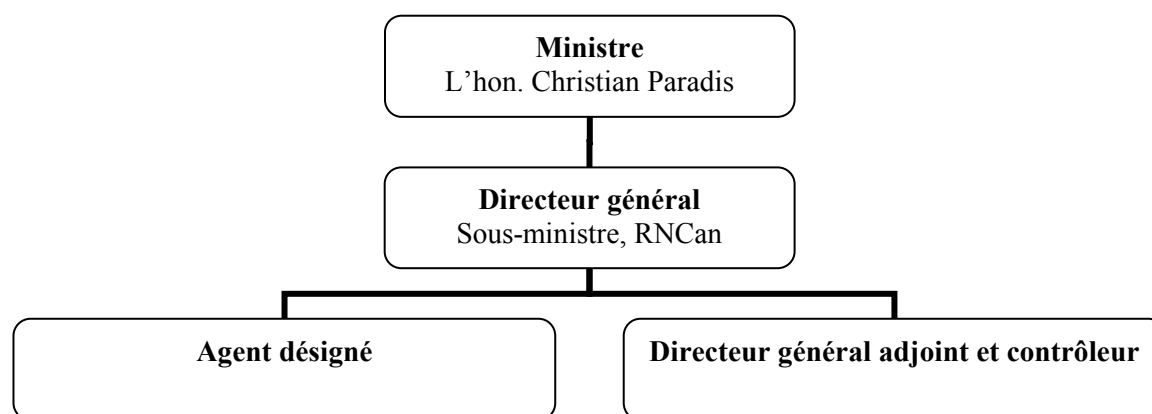 Ministre
L’hon. Christian Paradis
Directeur général
Sous-ministre, RNCan
Agent désigné
Directeur général adjoint et contrôleur